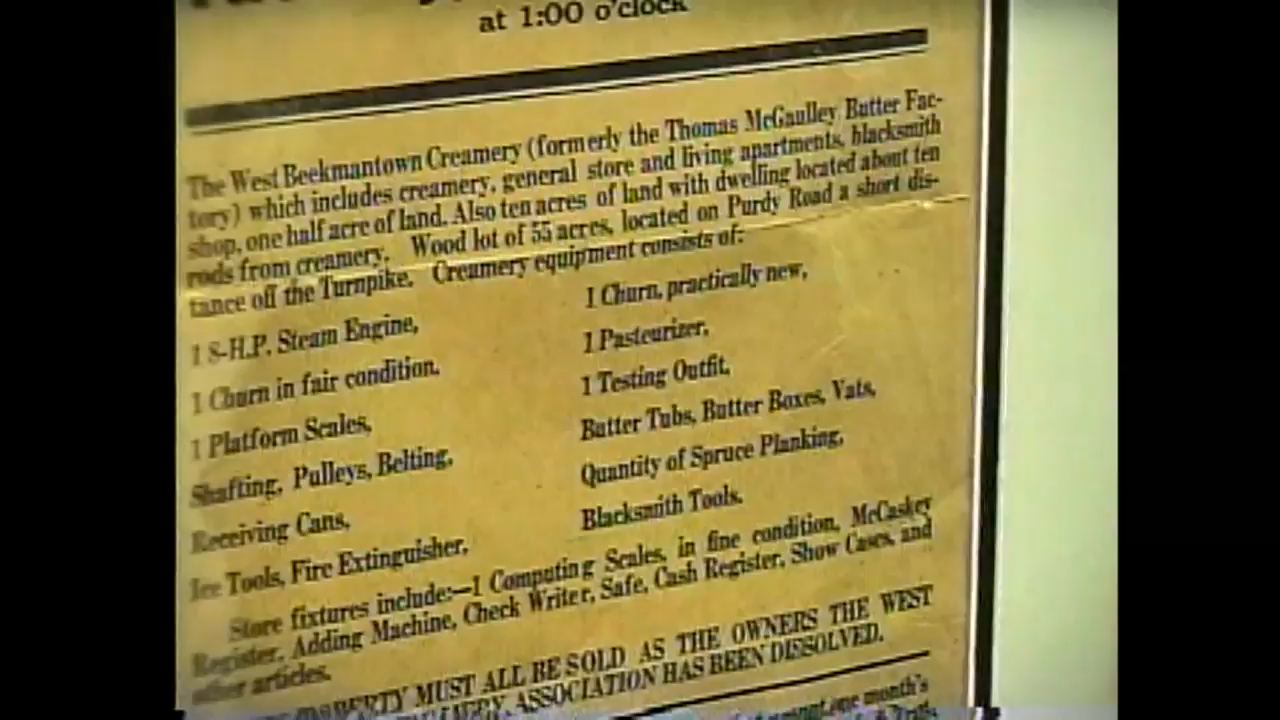 at 1:00 o'clock
The West Beekmantown Creamery (formerly the Thomas McGaulley Butter Fac-
tory) which includes creamery, general store and living apartments, blacksmith
shop, one half acre of land. Also ten acres of land with dwelling located about ten
rods from creamery. Wood lot of 55 acres, located on Purdy Road a short dis-
tance off the Turnpike. Creamery equipment consists of:
1 8-H.P. Steam Engine,
1 Churn in fair condition.
1 Platform Scales,
Shafting, Pulleys, Belting,
Receiving Cans,
Ice Tools, Fire Extinguisher,
1 Churn, practically new,
1 Pasteurizer,
1 Testing Outfit,
Butter Tubs, Butter Boxes, Vats,
Quantity of Spruce Planking,
Blacksmith Tools.
Store fixtures include:—1 Computing Scales, in fine condition, McCaskey
Register, Adding Machine, Check Writer, Safe, Cash Register, Show Cases, and
other articles.
PROPERTY MUST ALL BE SOLD AS THE OWNERS THE WEST
ASSOCIATION HAS BEEN DISSOLVED.
one month's